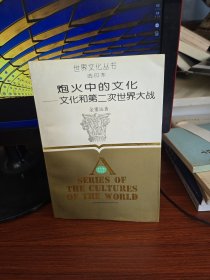 世界文化丛书
炮火中的文化
——文化和第二次世界大战
A
SERIES OF
THE CULTURES
OF THE WORLD